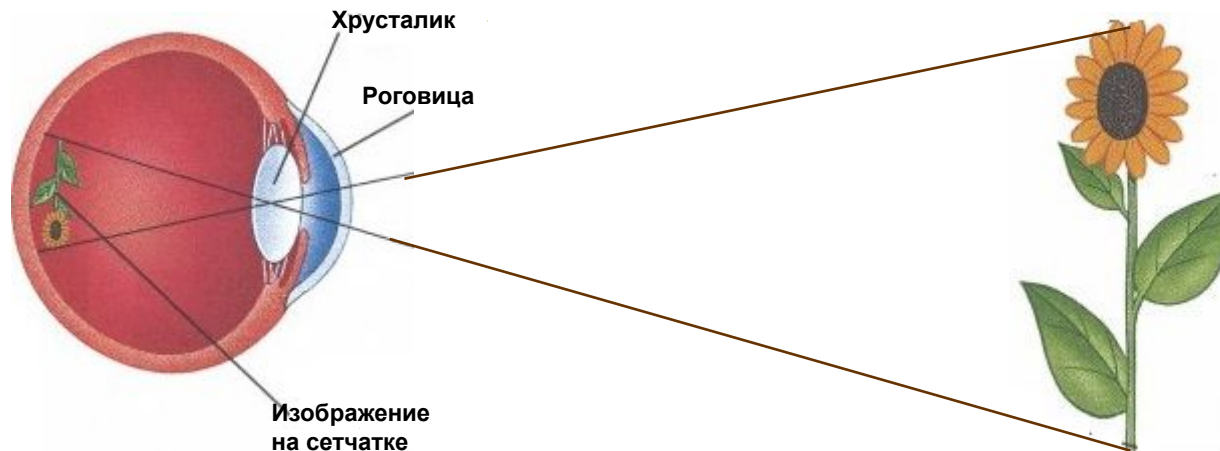 Хрусталик
Роговица
Изображение
на сетчатке